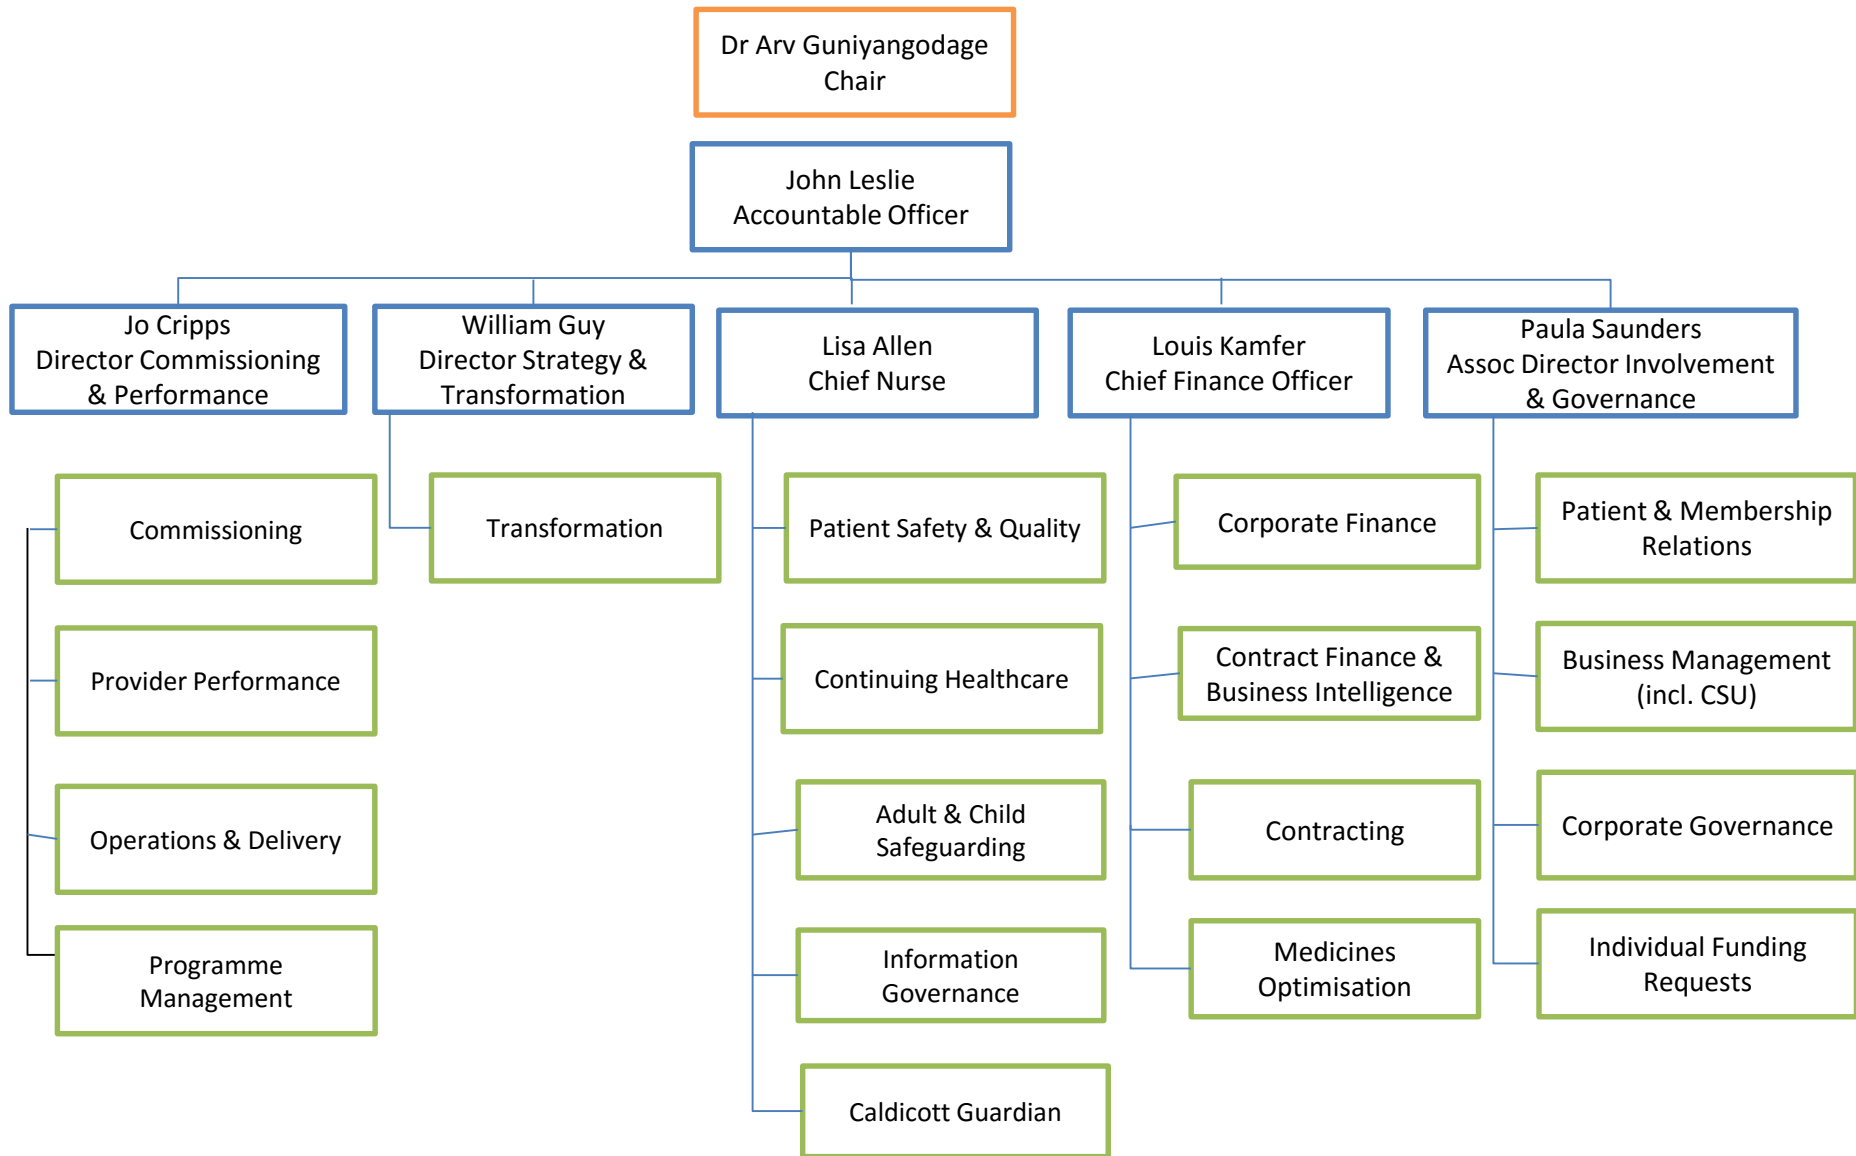 Dr Arv Guniyangodage
Chair
John Leslie
Accountable Officer
Jo Cripps
Director Commissioning
& Performance
William Guy
Director Strategy &
Transformation
Lisa Allen
Chief Nurse
Louis Kamfer
Chief Finance Officer
Paula Saunders
Assoc Director Involvement
& Governance
Commissioning
Provider Performance
Operations & Delivery
Programme
Management
Transformation
Patient Safety & Quality
Continuing Healthcare
Adult & Child
Safeguarding
Information
Governance
Caldicott Guardian
Corporate Finance
Contract Finance &
Business Intelligence
Contracting
Medicines
Optimisation
Patient & Membership
Relations
Business Management
(incl. CSU)
Corporate Governance
Individual Funding
Requests